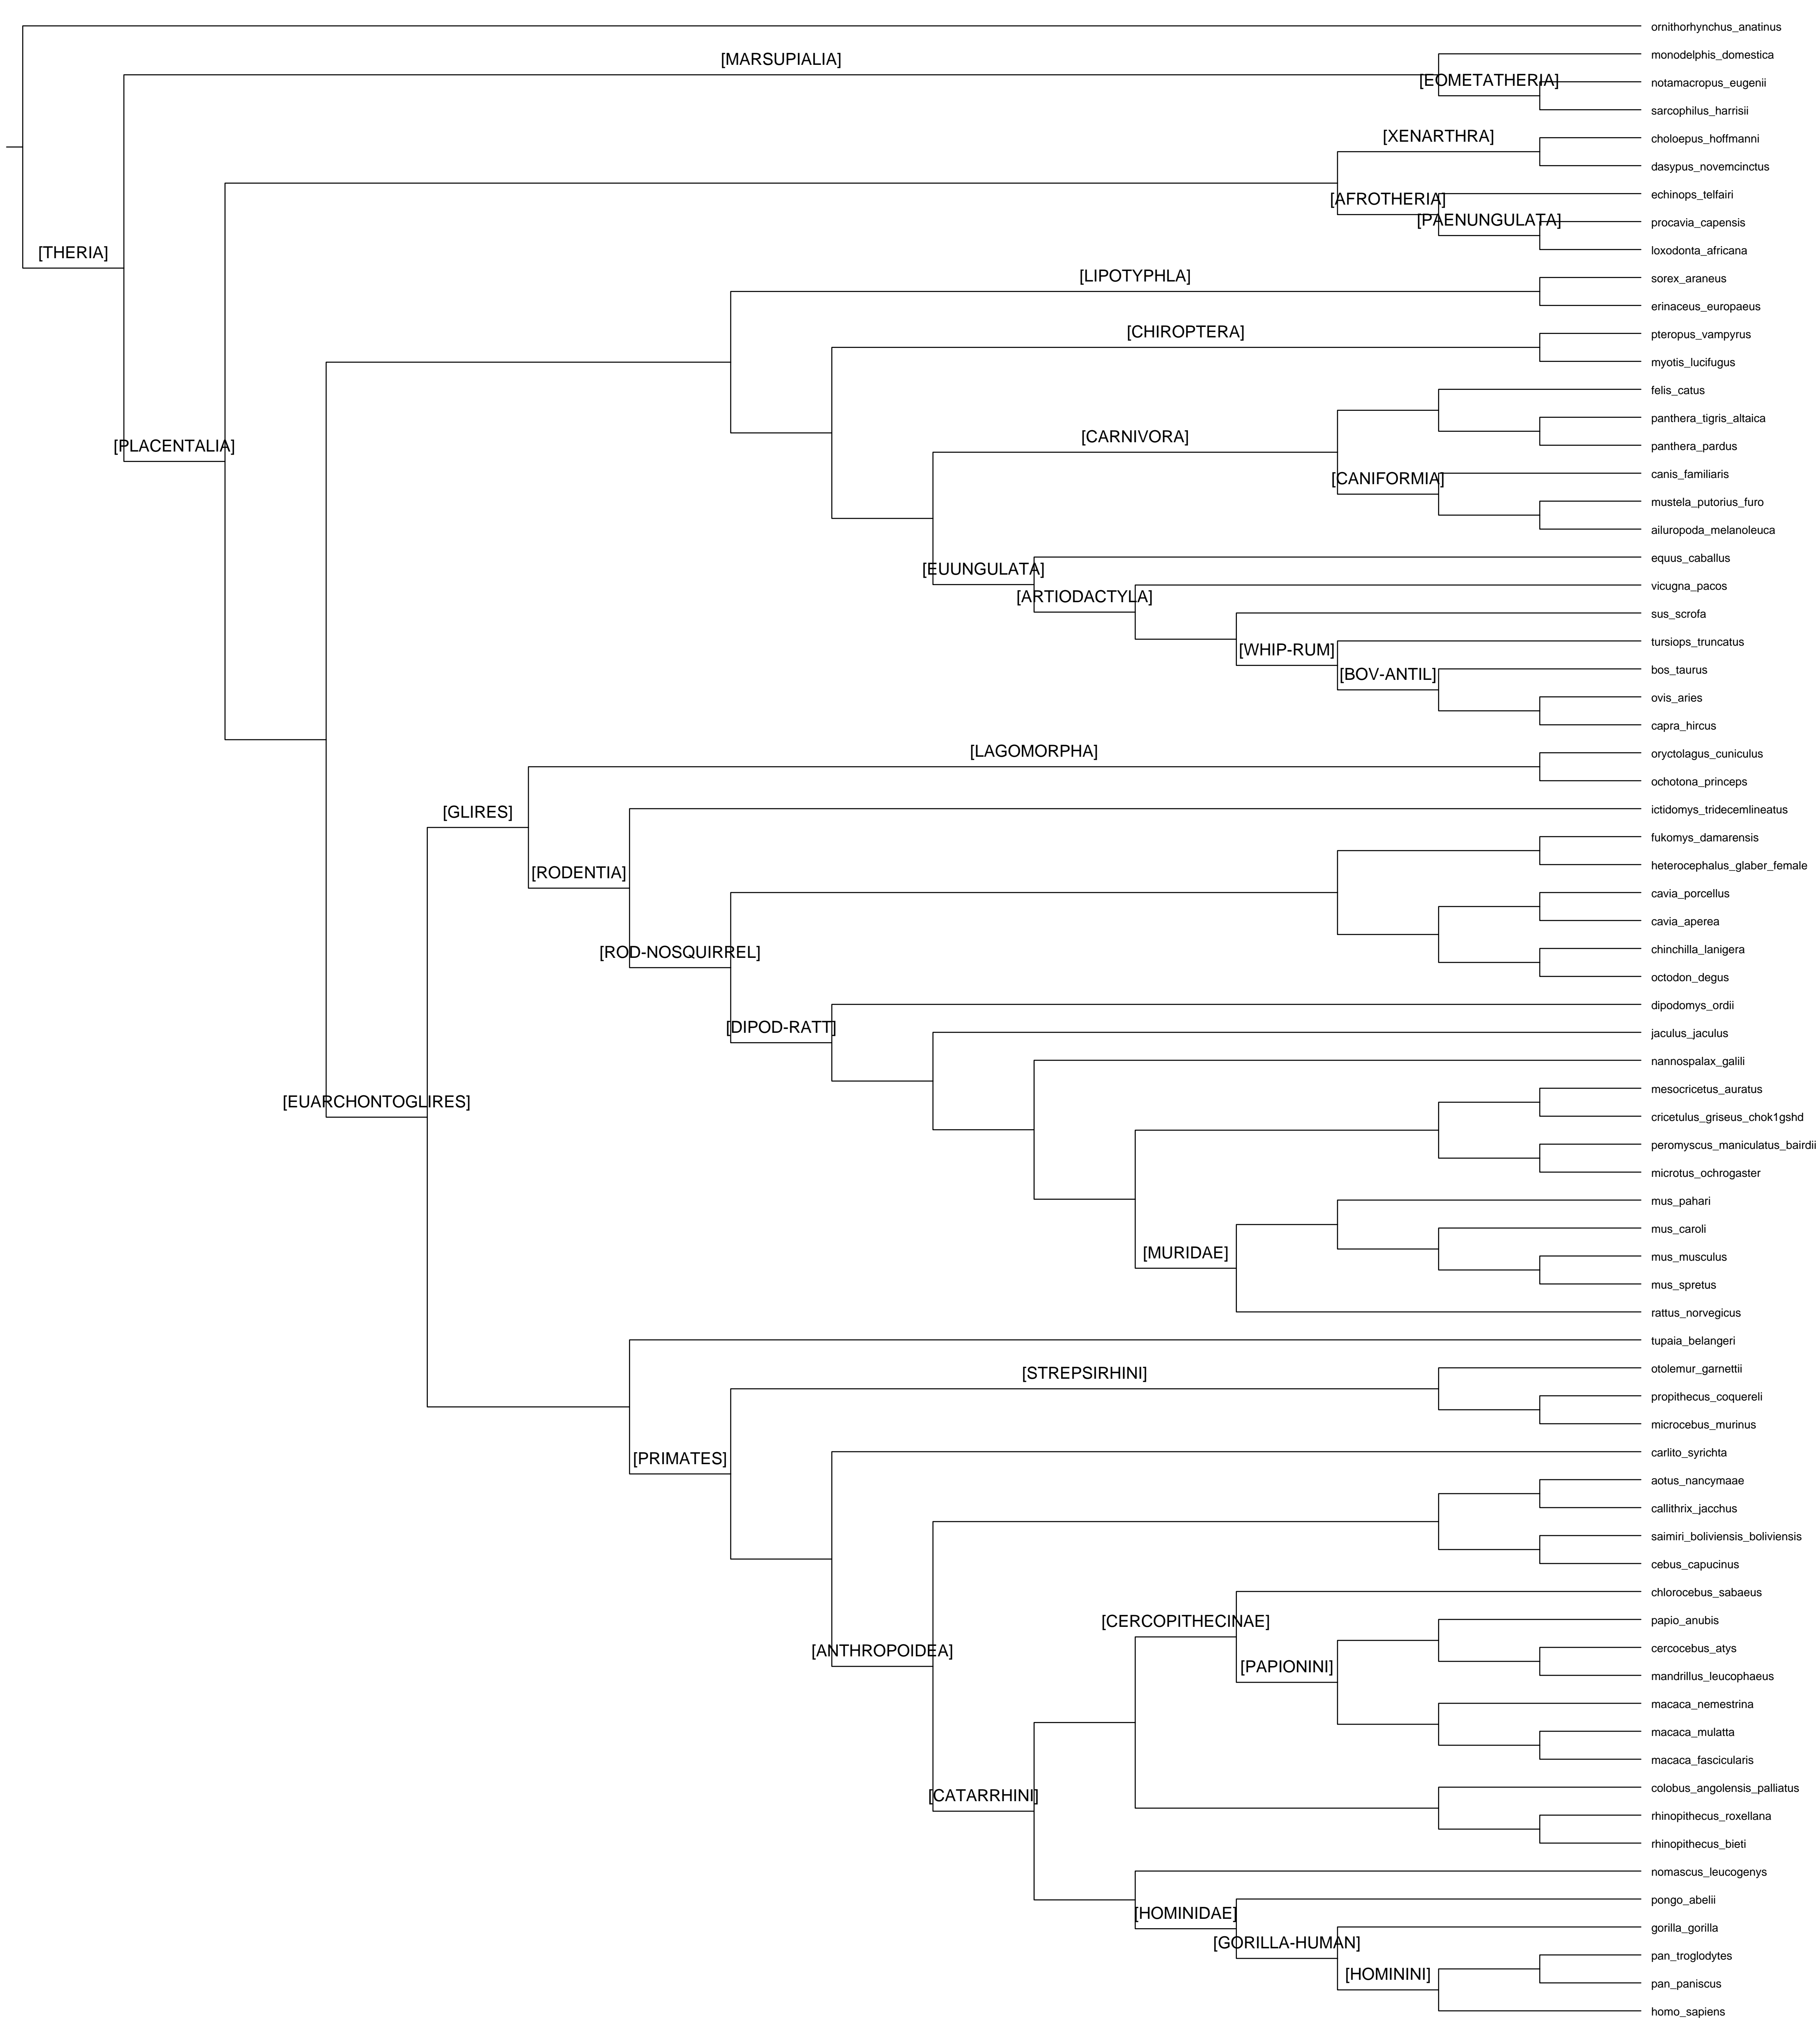 ornithorhynchus_anatinus
[MARSUPIALIA]
monodelphis_domestica
[EOMETATHERIA]
notamacropus_eugenii
sarcophilus_harrisii
[XENARTHRA]
choloepus_hoffmanni
dasypus_novemcinctus
echinops_telfairi
[AFROTHERIA]
[PAENUNGULATA]
procavia_capensis
[THERIA]
loxodonta_africana
[LIPOTYPHLA]
sorex_araneus
erinaceus_europaeus
[CHIROPTERA]
pteropus_vampyrus
myotis_lucifugus
felis_catus
panthera_tigris_altaica
[CARNIVORA]
[PLACENTALIA]
panthera_pardus
canis_familiaris
[CANIFORMIA]
mustela_putorius_furo
ailuropoda_melanoleuca
equus_caballus
[EUUNGULATA]
vicugna_pacos
[ARTIODACTYLA]
sus_scrofa
tursiops_truncatus
[WHIP-RUM]
bos_taurus
[BOV-ANTIL]
ovis_aries
capra_hircus
[LAGOMORPHA]
oryctolagus_cuniculus
ochotona_princeps
ictidomys_tridecemlineatus
[GLIRES]
fukomys_damarensis
heterocephalus_glaber_female
[RODENTIA]
cavia_porcellus
cavia_aperea
chinchilla_lanigera
[ROD-NOSQUIRREL]
octodon_degus
dipodomys_ordii
[DIPOD-RATT]
jaculus_jaculus
nannospalax_galili
mesocricetus_auratus
[EUARCHONTOGLIRES]
cricetulus_griseus_chok1gshd
peromyscus_maniculatus_bairdii
microtus_ochrogaster
mus_pahari
mus_caroli
[MURIDAE]
mus_musculus
mus_spretus
rattus_norvegicus
tupaia_belangeri
otolemur_garnettii
[STREPSIRHINI]
propithecus_coquereli
microcebus_murinus
carlito_syrichta
[PRIMATES]
aotus_nancymaae
callithrix_jacchus
saimiri_boliviensis_boliviensis
cebus_capucinus
chlorocebus_sabaeus
papio_anubis
[CERCOPITHECINAE]
cercocebus_atys
[ANTHROPOIDEA]
[PAPIONINI]
mandrillus_leucophaeus
macaca_nemestrina
macaca_mulatta
macaca_fascicularis
colobus_angolensis_palliatus
[CATARRHINI]
rhinopithecus_roxellana
rhinopithecus_bieti
nomascus_leucogenys
pongo_abelii
[HOMINIDAE]
gorilla_gorilla
[GORILLA-HUMAN]
pan_troglodytes
[HOMININI]
pan_paniscus
homo_sapiens